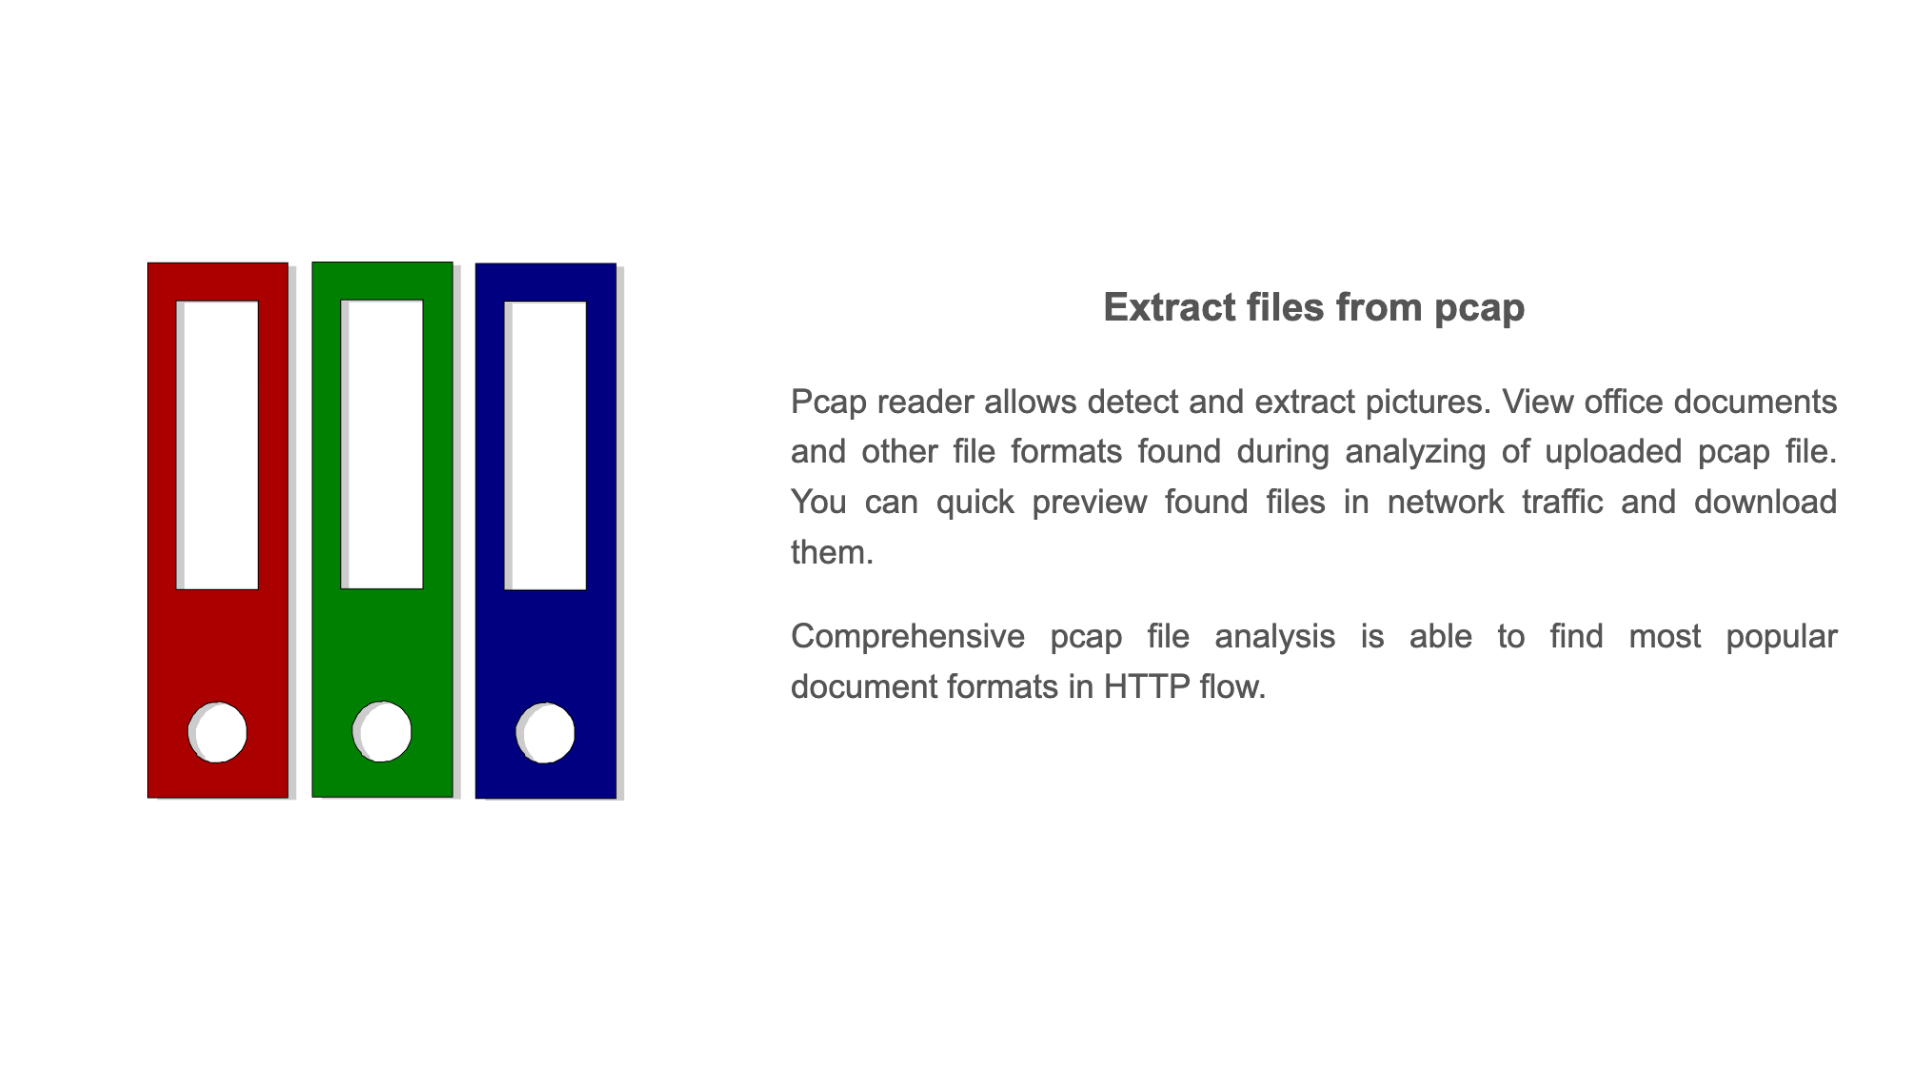 Extract files from pcap
Pcap reader allows detect and extract pictures. View office documents
and other file formats found during analyzing of uploaded pcap file.
You can quick preview found files in network traffic and download
them.
Comprehensive pcap file analysis is able to find most popular
document formats in HTTP flow.